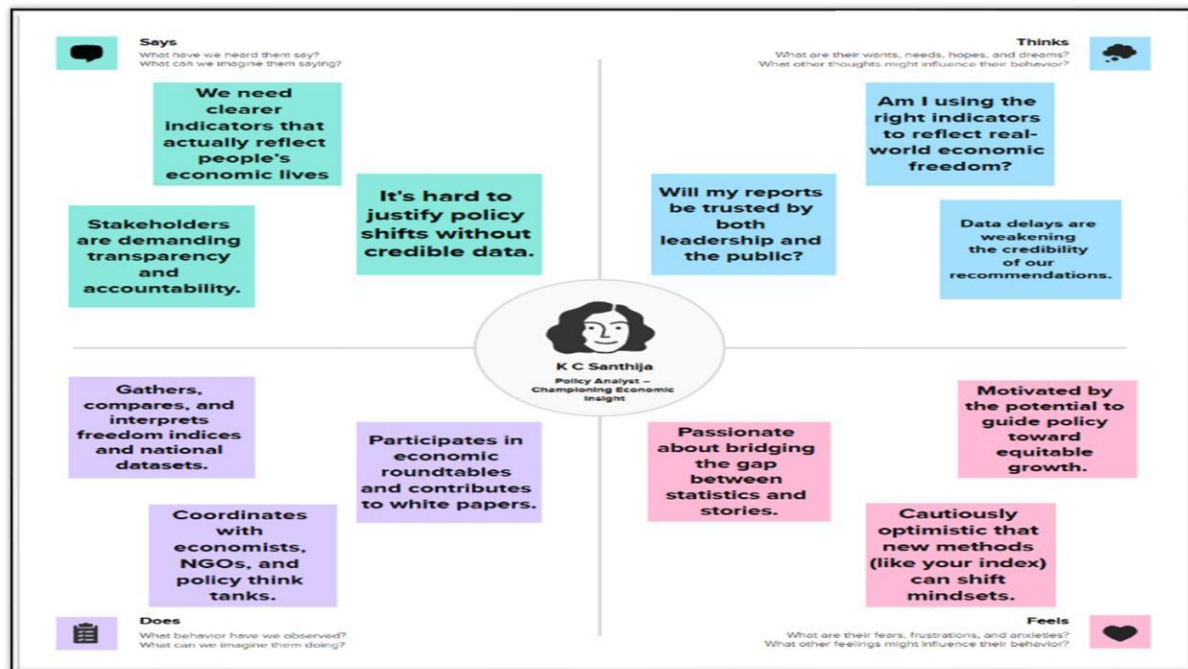 Says
What have we heard them say?
What can we imagine them saying?
We need
clearer
indicators that
actually reflect
people's
economic lives
It's hard to
justify policy
shifts without
credible data.
Stakeholders
are demanding
transparency
and
accountability.
Thinks
What are their wants, needs, hopes, and dreams?
What other thoughts might influence their behavior?
Am I using the
right indicators
to reflect real-
world economic
freedom?
Will my reports
be trusted by
both
leadership and
the public?
Data delays are
weakening
the credibility
of our
recommendations.
K C Santhija
Policy Analyst –
Championing Economic
Insight
Gathers,
compares, and
interprets
freedom indices
and national
datasets.
Participates in
economic
roundtables
and contributes
to white papers.
Coordinates
with
economists,
NGOs, and
policy think
tanks.
Does
What behavior have we observed?
What can we imagine them doing?
Motivated by
the potential to
guide policy
toward
equitable
growth.
Passionate
about bridging
the gap
between
statistics and
stories.
Cautiously
optimistic that
new methods
(like your index)
can shift
mindsets.
Feels
What are their fears, frustrations, and anxieties?
What other feelings might influence their behavior?